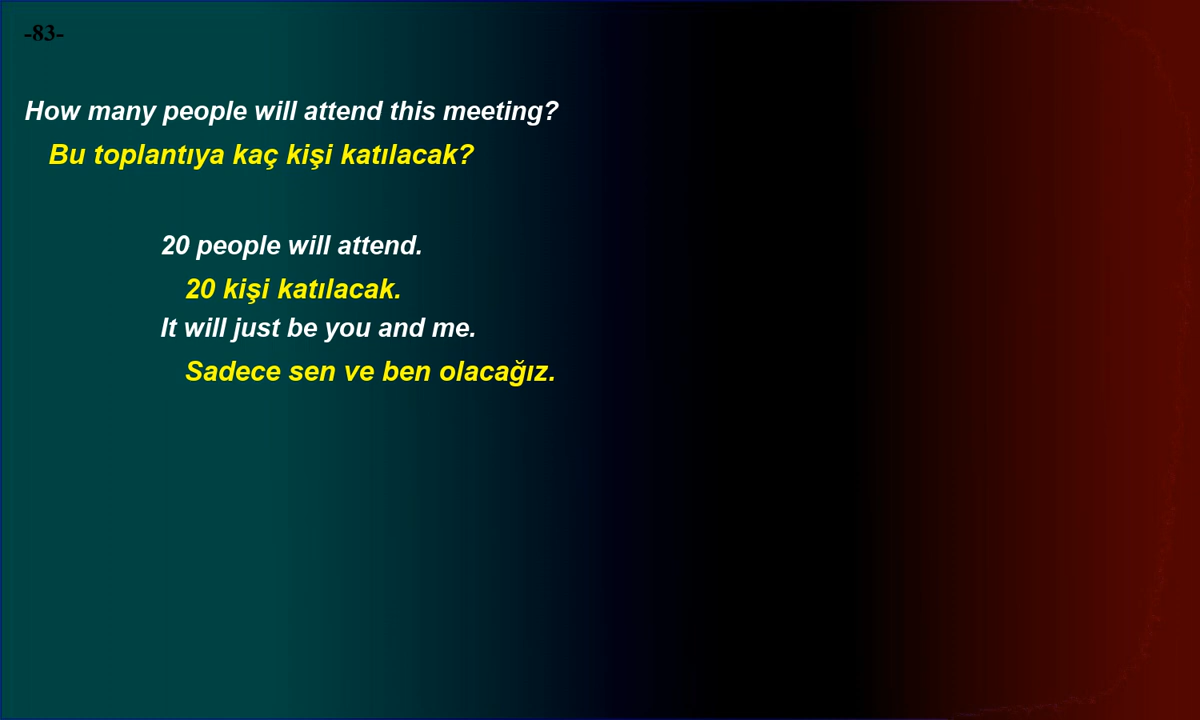 -83-
How many people will attend this meeting?
Bu toplantıya kaç kişi katılacak?
20 people will attend.
20 kişi katılacak.
It will just be you and me.
Sadece sen ve ben olacağız.